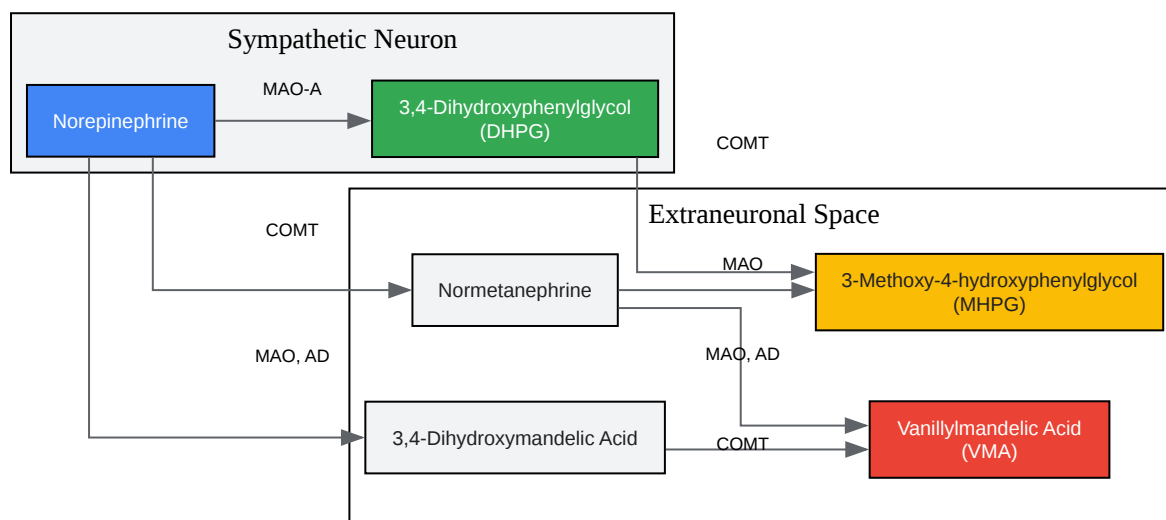 Sympathetic Neuron
MAO-A
Norepinephrine
3,4-Dihydroxyphenylglycol
(DHPG)
COMT
Extraneuronal Space
COMT
MAO
Normetanephrine
3-Methoxy-4-hydroxyphenylglycol
(MHPG)
MAO, AD
MAO, AD
3,4-Dihydroxymandelic Acid
COMT
Vanillylmandelic Acid
(VMA)